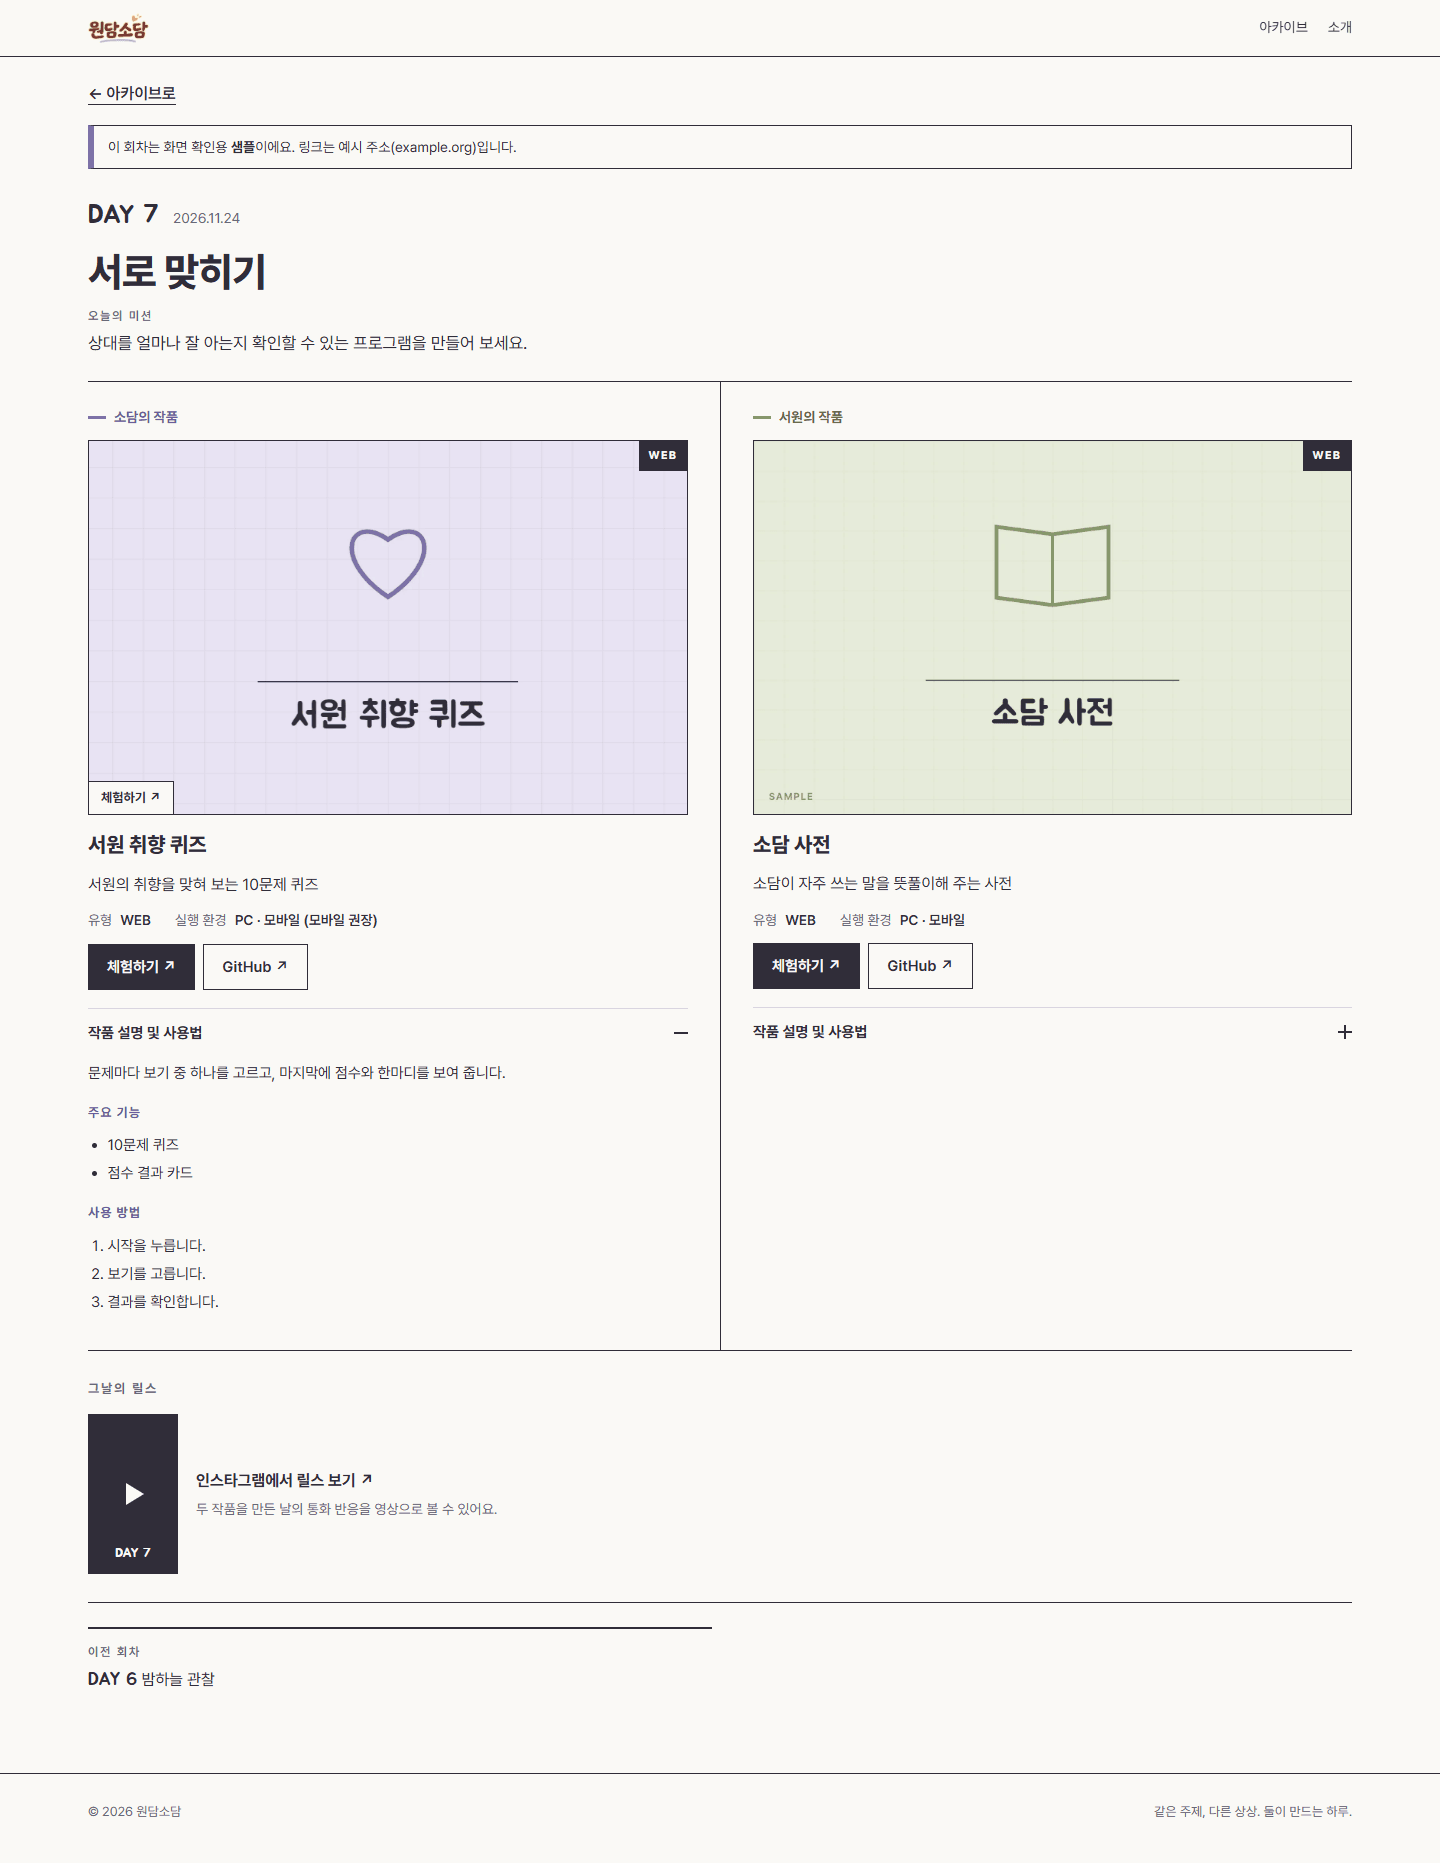 원담소담
아카이브 소개
← 아카이브로
이 회차는 화면 확인용 샘플이에요. 링크는 예시 주소(example.org)입니다.
DAY 7 2026.11.24
서로 맞히기
오늘의 미션
상대를 얼마나 잘 아는지 확인할 수 있는 프로그램을 만들어 보세요.
소담의 작품
WEB
서원 취향 퀴즈
체험하기 ↗
서원 취향 퀴즈
서원의 취향을 맞혀 보는 10문제 퀴즈
유형 WEB 실행 환경 PC · 모바일 (모바일 권장)
체험하기 ↗ GitHub ↗
작품 설명 및 사용법
문제마다 보기 중 하나를 고르고, 마지막에 점수와 한마디를 보여 줍니다.
주요 기능
• 10문제 퀴즈
• 점수 결과 카드
사용 방법
1. 시작을 누릅니다.
2. 보기를 고릅니다.
3. 결과를 확인합니다.
서원의 작품
WEB
소담 사전
SAMPLE
소담 사전
소담이 자주 쓰는 말을 뜻풀이해 주는 사전
유형 WEB 실행 환경 PC · 모바일
체험하기 ↗ GitHub ↗
작품 설명 및 사용법
그날의 릴스
DAY 7
인스타그램에서 릴스 보기 ↗
두 작품을 만든 날의 통화 반응을 영상으로 볼 수 있어요.
이전 회차
DAY 6 밤하늘 관찰
© 2026 원담소담
같은 주제, 다른 상상. 둘이 만드는 하루.